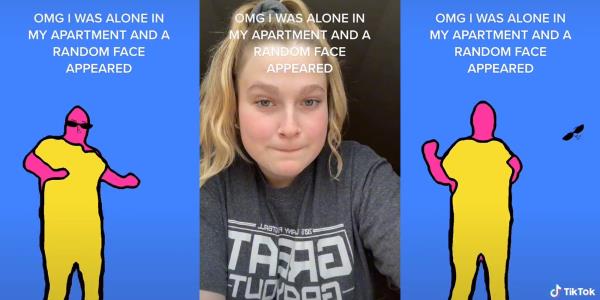 OMG I WAS ALONE IN
MY APARTMENT AND A
RANDOM FACE
APPEARED
OMG I WAS ALONE IN
MY APARTMENT AND A
RANDOM FACE
APPEARED
GREAT
OMG I WAS ALONE IN
MY APARTMENT AND A
RANDOM FACE
APPEARED
TikTok